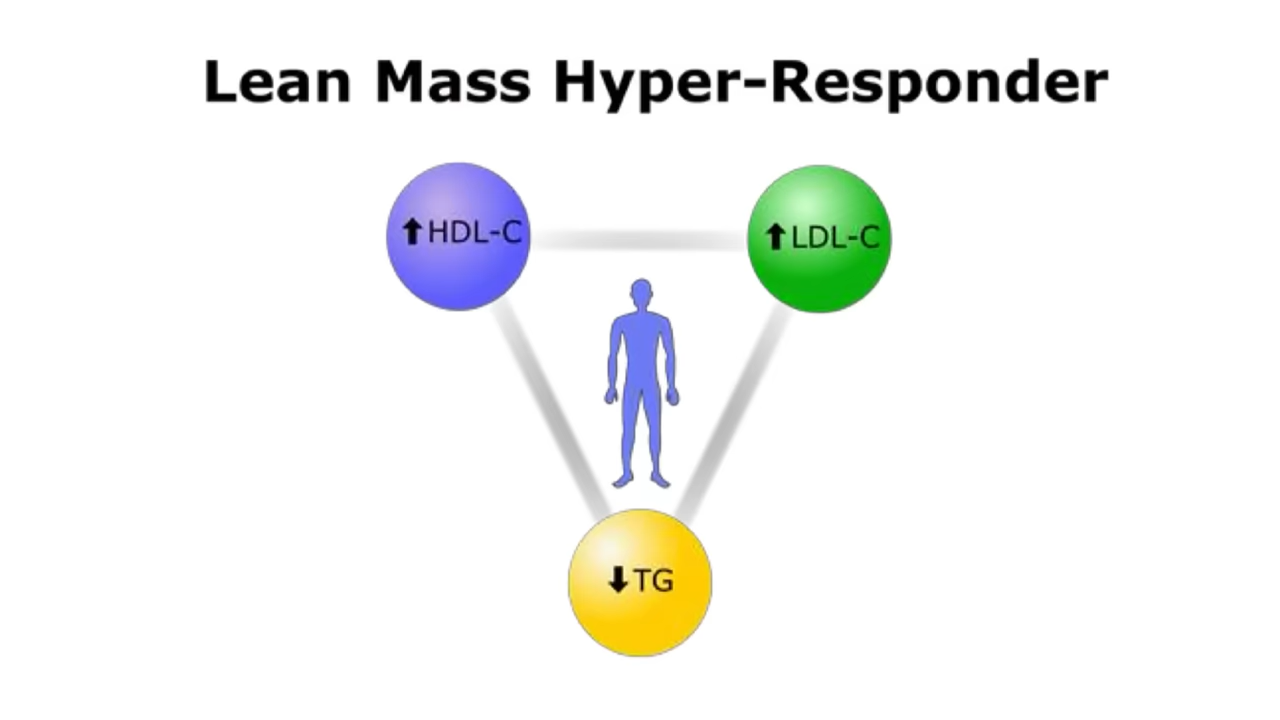 Lean Mass Hyper-Responder
⬆HDL-C
⬆LDL-C
⬇TG